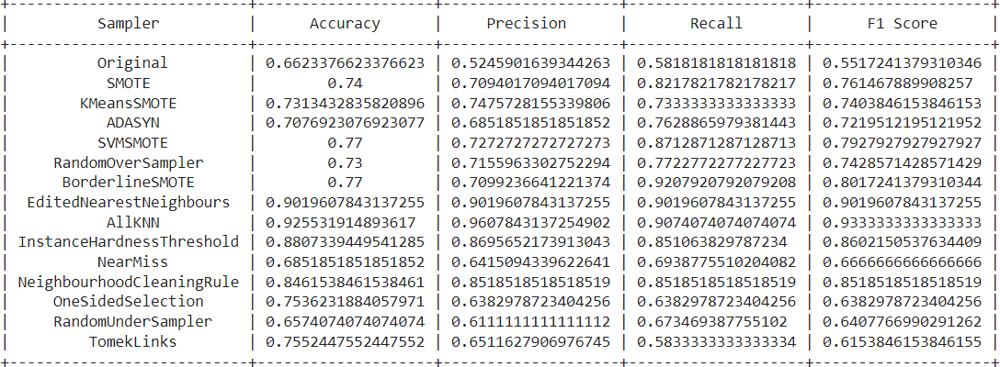 +--------------------------+--------------------+--------------------+--------------------+--------------------+
| Sampler | Accuracy | Precision | Recall | F1 Score |
+--------------------------+--------------------+--------------------+--------------------+--------------------+
| Original | 0.6623376623376623 | 0.5245901639344263 | 0.5818181818181818 | 0.5517241379310346 |
| SMOTE | 0.74 | 0.7094017094017094 | 0.8217821782178217 | 0.761467889908257 |
| KMeansSMOTE | 0.7313432835820896 | 0.7475728155339806 | 0.7333333333333333 | 0.7403846153846153 |
| ADASYN | 0.7076923076923077 | 0.6851851851851852 | 0.7628865979381443 | 0.7219512195121952 |
| SVMSMOTE | 0.77 | 0.7272727272727273 | 0.8712871287128713 | 0.7927927927927927 |
| RandomOverSampler | 0.73 | 0.7155963302752294 | 0.7722772277227723 | 0.7428571428571429 |
| BorderlineSMOTE | 0.77 | 0.7099236641221374 | 0.9207920792079208 | 0.8017241379310344 |
| EditedNearestNeighbours | 0.9019607843137255 | 0.9019607843137255 | 0.9019607843137255 | 0.9019607843137255 |
| AllKNN | 0.925531914893617 | 0.9607843137254902 | 0.9074074074074074 | 0.9333333333333333 |
| InstanceHardnessThreshold | 0.8807339449541285 | 0.8695652173913043 | 0.851063829787234 | 0.8602150537634409 |
| NearMiss | 0.6851851851851852 | 0.6415094339622641 | 0.6938775510204082 | 0.6666666666666666 |
| NeighbourhoodCleaningRule | 0.8461538461538461 | 0.8518518518518519 | 0.8518518518518519 | 0.8518518518518519 |
| OneSidedSelection | 0.7536231884057971 | 0.6382978723404256 | 0.6382978723404256 | 0.6382978723404256 |
| RandomUnderSampler | 0.6574074074074074 | 0.6111111111111112 | 0.673469387755102 | 0.6407766990291262 |
| TomekLinks | 0.7552447552447552 | 0.6511627906976745 | 0.5833333333333334 | 0.6153846153846155 |
+--------------------------+--------------------+--------------------+--------------------+--------------------+